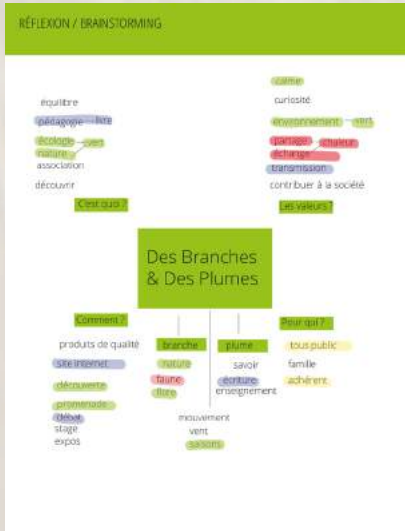 RÉFLEXION / BRAINSTORMING
équilibre
pédagogie livre
écologie vert
nature
association
découvrir
C'est quoi ?
calme
curiosité
environnement vert
partage chaleur
échange
transmission
contribuer à la société
Les valeurs ?
Des Branches
& Des Plumes
Comment ?
produits de qualité
site internet
découverte
promenade
débat
stage
expos
branche
nature
faune
flore
plume
savoir
écriture
enseignement
mouvement
vent
saisons
Pour qui ?
tous public
famille
adhérent